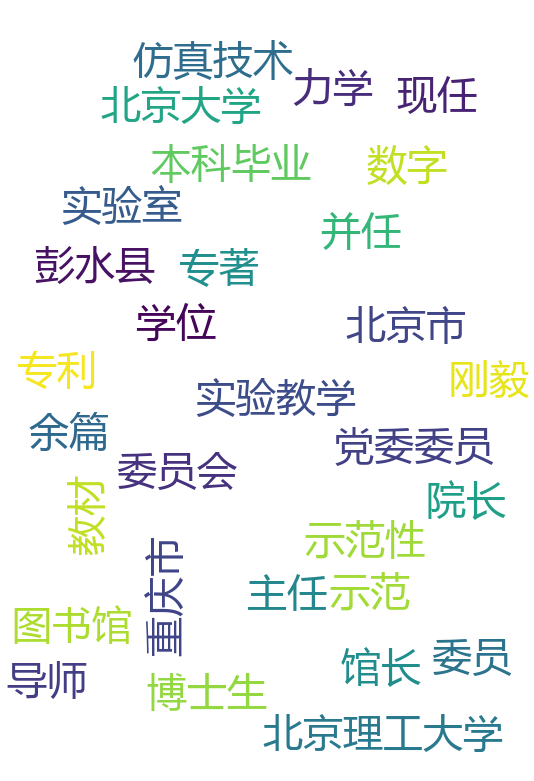 仿真技术
力学
现任
北京大学
本科毕业
数字
实验室
并任
彭水县
专著
学位
北京市
专利
刚毅
实验教学
余篇
党委委员
委员会
院长
教材
示范性
重庆市
主任
示范
图书馆
馆长
委员
导师
博士生
北京理工大学